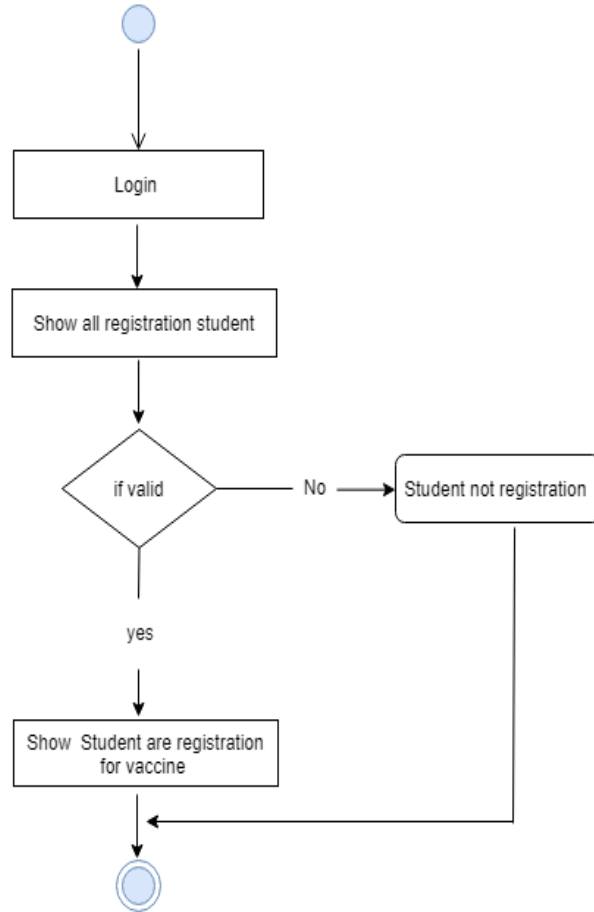 Login
Show all registration student
if valid
No
Student not registration
yes
Show Student are registration
for vaccine